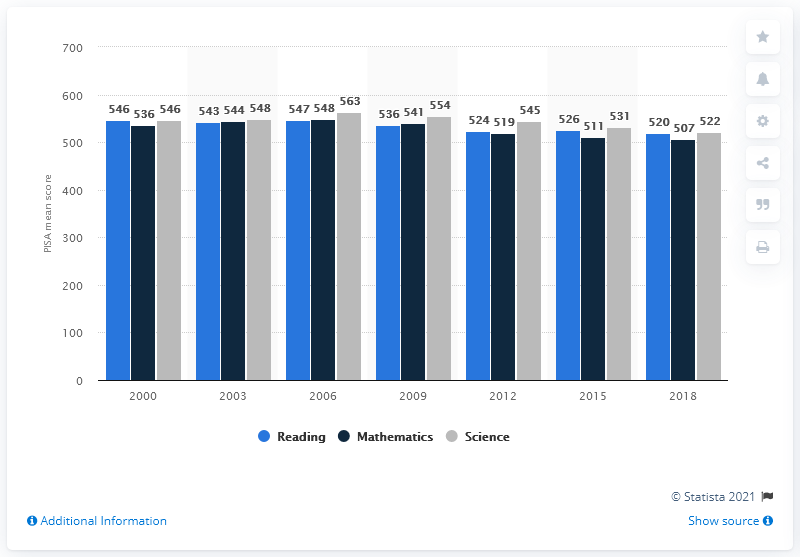 700
600
500
400
300
200
100
0
PISA mean score
546 536 546
543 544 548
547 548 563
536 541 554
524 519 545
526 511 531
520 507 522
2000 2003 2006 2009 2012 2015 2018
Reading Mathematics Science
© Statista 2021
Additional Information Show source